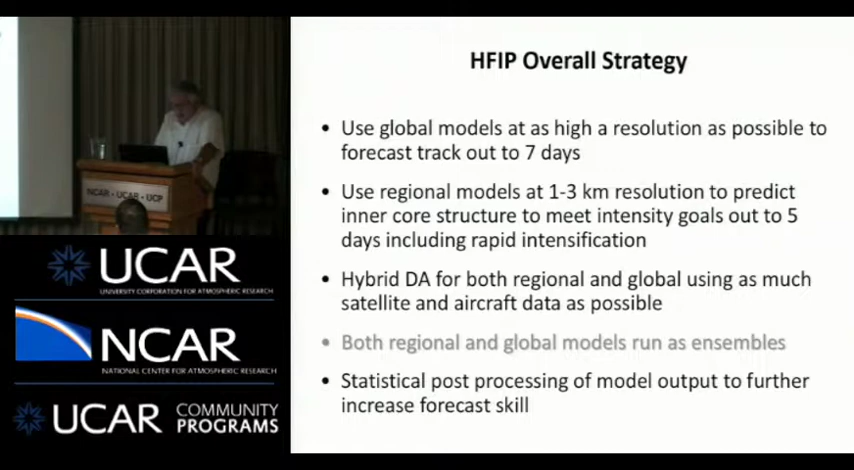 HFIP Overall Strategy
• Use global models at as high a resolution as possible to
forecast track out to 7 days
• Use regional models at 1-3 km resolution to predict
inner core structure to meet intensity goals out to 5
days including rapid intensification
• Hybrid DA for both regional and global using as much
satellite and aircraft data as possible
• Both regional and global models run as ensembles
• Statistical post processing of model output to further
increase forecast skill
NCAR - UCAR - UCP
UCAR
UNIVERSITY CORPORATION FOR ATMOSPHERIC RESEARCH
NCAR
NATIONAL CENTER FOR ATMOSPHERIC RESEARCH
UCAR COMMUNITY
PROGRAMS